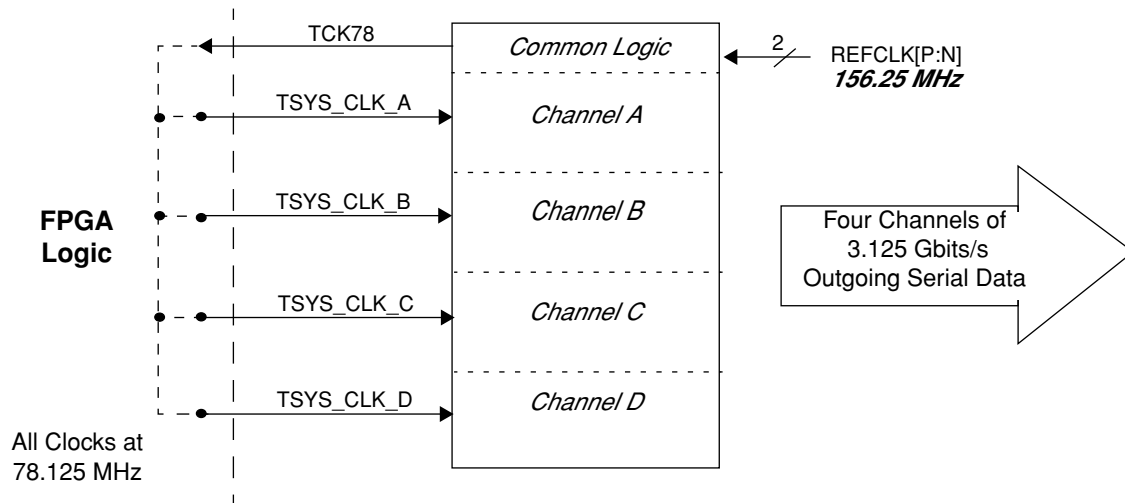 TCK78
Common Logic
2
REFCLK[P:N]
156.25 MHz
TSYS_CLK_A
Channel A
TSYS_CLK_B
Channel B
FPGA
Logic
Four Channels of
3.125 Gbits/s
Outgoing Serial Data
TSYS_CLK_C
Channel C
TSYS_CLK_D
Channel D
All Clocks at
78.125 MHz